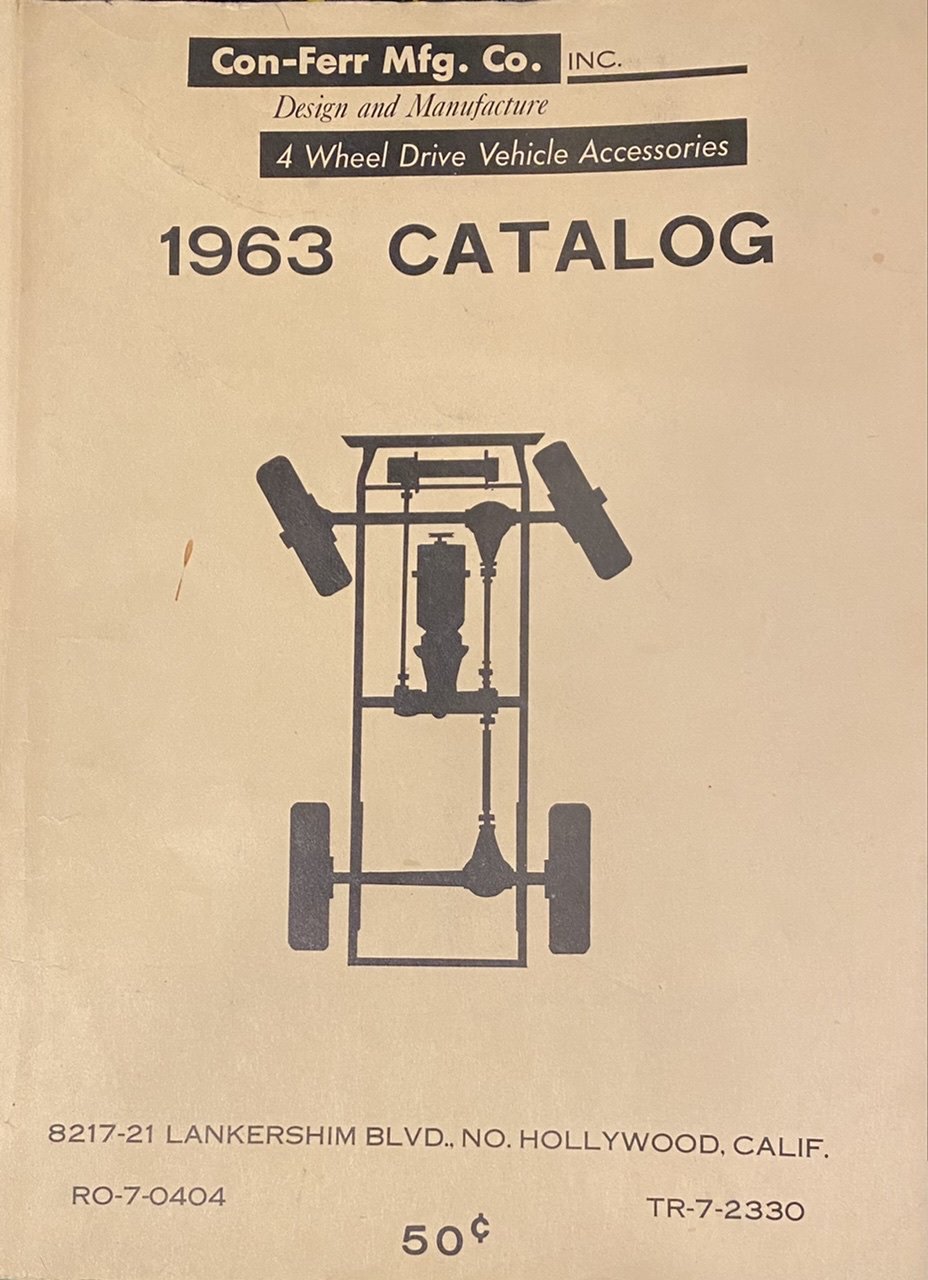 Con-Ferr Mfg. Co. INC.
Design and Manufacture
4 Wheel Drive Vehicle Accessories
1963 CATALOG
8217-21 LANKERSHIM BLVD., NO. HOLLYWOOD, CALIF.
RO-7-0404 TR-7-2330
50¢